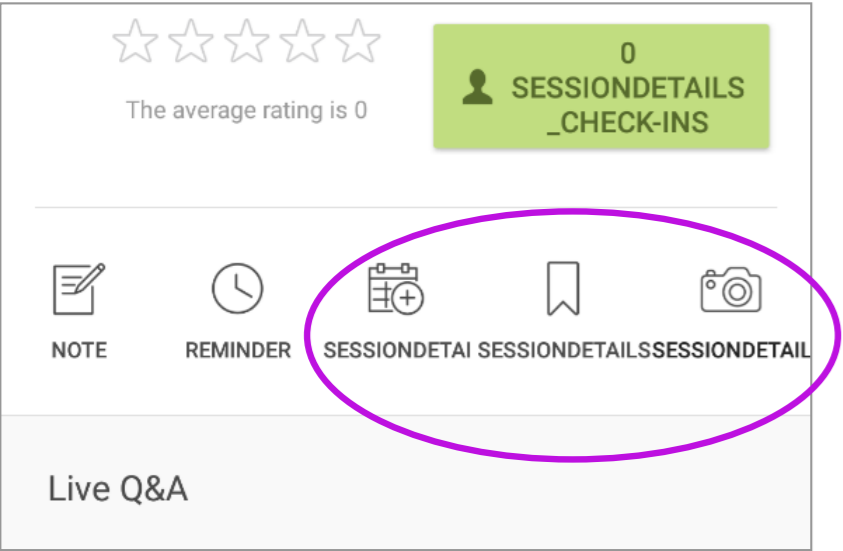 0
SESSIONDETAILS
_CHECK-INS
The average rating is 0
NOTE
REMINDER
SESSIONDETAI
SESSIONDETAILS
SESSIONDETAIL
Live Q&A